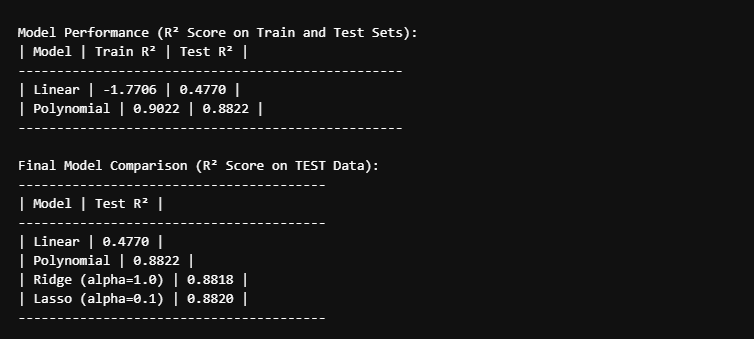 Model Performance (R² Score on Train and Test Sets):
| Model | Train R² | Test R² |
-------------------------------------------------
| Linear | -1.7706 | 0.4770 |
| Polynomial | 0.9022 | 0.8822 |
-------------------------------------------------
Final Model Comparison (R² Score on TEST Data):
---------------------------------------
| Model | Test R² |
---------------------------------------
| Linear | 0.4770 |
| Polynomial | 0.8822 |
| Ridge (alpha=1.0) | 0.8818 |
| Lasso (alpha=0.1) | 0.8820 |
---------------------------------------